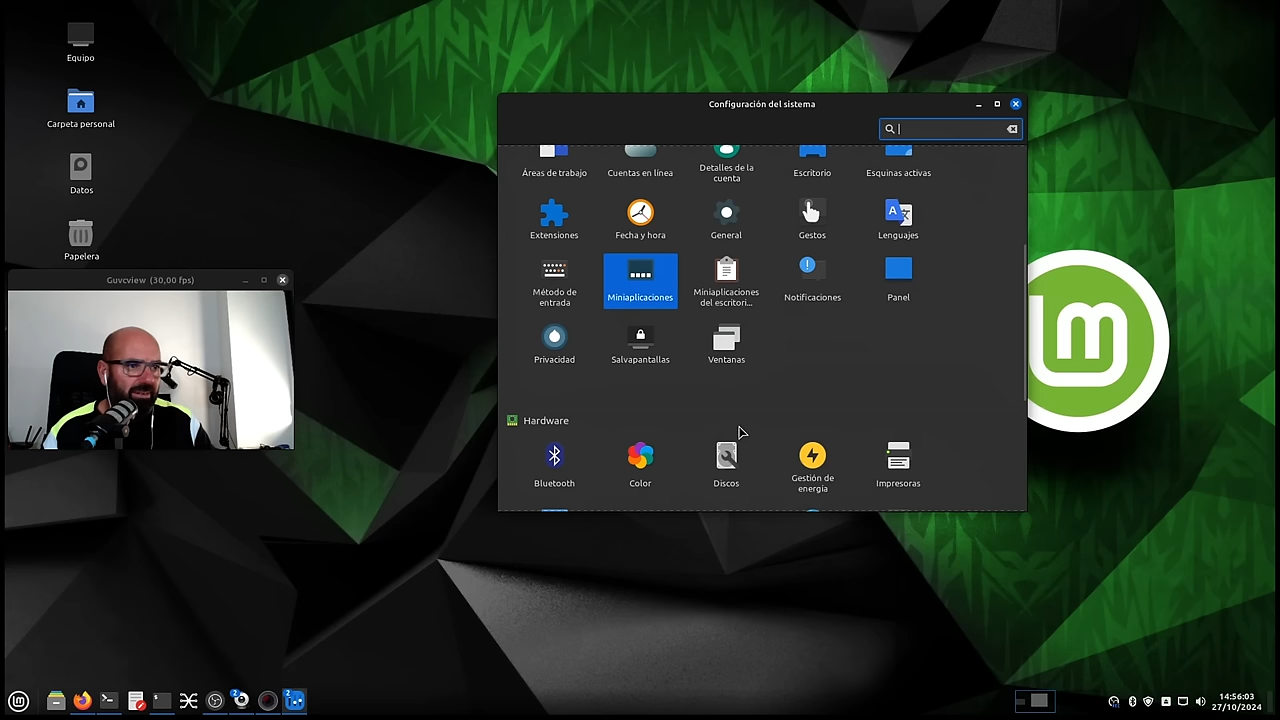 Equipo
Carpeta personal
Datos
Papelera
Guvcview (30,00 fps)
Configuración del sistema
Áreas de trabajo
Cuentas en línea
Detalles de la
cuenta
Escritorio
Esquinas activas
Extensiones
Fecha y hora
General
Gestos
Lenguajes
Método de
entrada
Miniaplicaciones
Miniaplicaciones
del escritori...
Notificaciones
Panel
Privacidad
Salvapantallas
Ventanas
Hardware
Bluetooth
Color
Discos
Gestión de
energía
Impresoras
2
2
14:56:03
27/10/2024